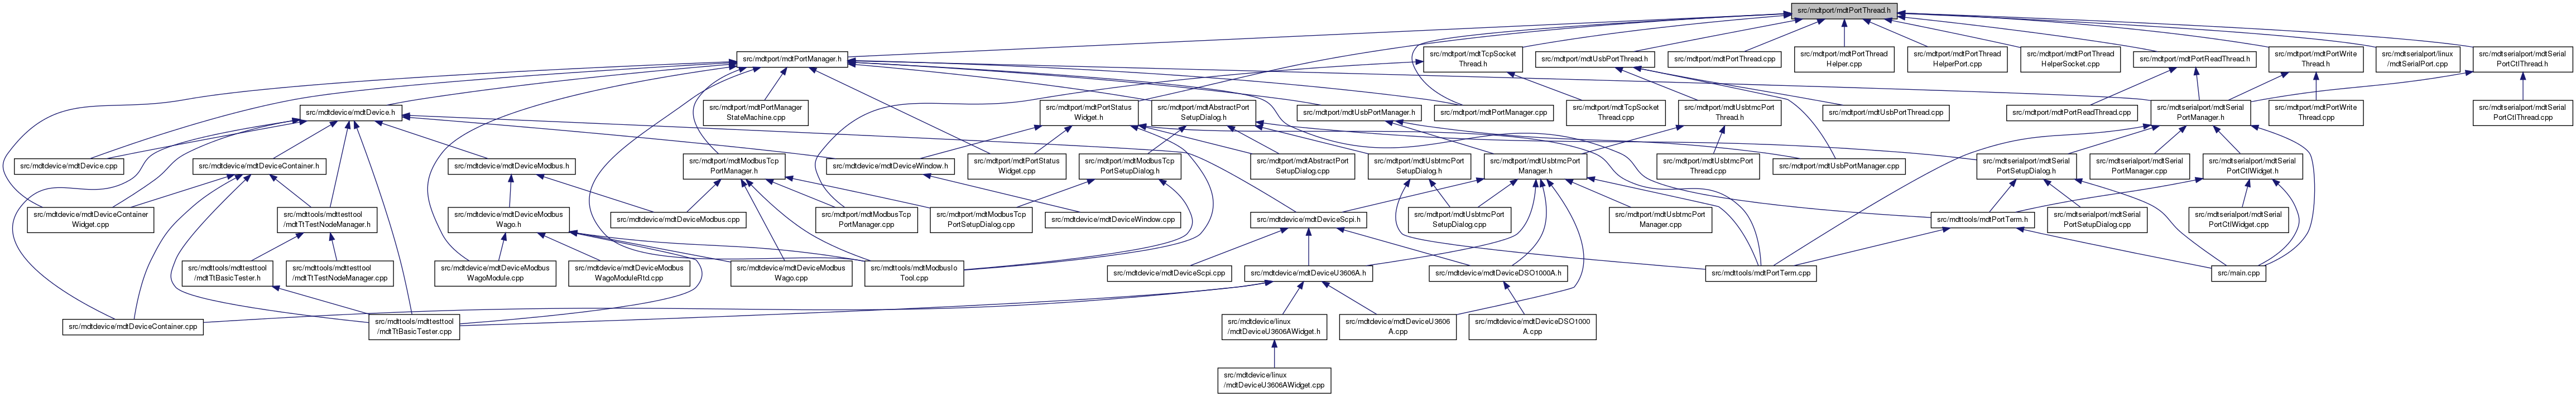 src/mdtport/mdtPortThread.h
src/mdtport/mdtPortManager.h
src/mdtport/mdtTcpSocket
Thread.h
src/mdtport/mdtUsbPortThread.h
src/mdtport/mdtPortThread.cpp
src/mdtport/mdtPortThread
Helper.cpp
src/mdtport/mdtPortThread
HelperPort.cpp
src/mdtport/mdtPortThread
HelperSocket.cpp
src/mdtport/mdtPortReadThread.h
src/mdtport/mdtPortWrite
Thread.h
src/mdtserialport/linux
/mdtSerialPort.cpp
src/mdtserialport/mdtSerial
PortCtlThread.h
src/mdtdevice/mdtDevice.h
src/mdtport/mdtPortManager
StateMachine.cpp
src/mdtport/mdtPortStatus
Widget.h
src/mdtport/mdtAbstractPort
SetupDialog.h
src/mdtport/mdtUsbPortManager.h
src/mdtport/mdtPortManager.cpp
src/mdtport/mdtTcpSocket
Thread.cpp
src/mdtport/mdtUsbtmcPort
Thread.h
src/mdtport/mdtUsbPortThread.cpp
src/mdtport/mdtPortReadThread.cpp
src/mdtserialport/mdtSerial
PortManager.h
src/mdtport/mdtPortWrite
Thread.cpp
src/mdtserialport/mdtSerial
PortCtlThread.cpp
src/mdtdevice/mdtDevice.cpp
src/mdtdevice/mdtDeviceContainer.h
src/mdtdevice/mdtDeviceModbus.h
src/mdtport/mdtModbusTcp
PortManager.h
src/mdtdevice/mdtDeviceWindow.h
src/mdtport/mdtPortStatus
Widget.cpp
src/mdtport/mdtModbusTcp
PortSetupDialog.h
src/mdtport/mdtAbstractPort
SetupDialog.cpp
src/mdtport/mdtUsbtmcPort
SetupDialog.h
src/mdtport/mdtUsbtmcPort
Manager.h
src/mdtport/mdtUsbtmcPort
Thread.cpp
src/mdtport/mdtUsbPortManager.cpp
src/mdtserialport/mdtSerial
PortSetupDialog.h
src/mdtserialport/mdtSerial
PortManager.cpp
src/mdtserialport/mdtSerial
PortCtlWidget.h
src/mdtdevice/mdtDeviceContainer
Widget.cpp
src/mdttools/mdttesttool
/mdtTtTestNodeManager.h
src/mdtdevice/mdtDeviceModbus
Wago.h
src/mdtdevice/mdtDeviceModbus.cpp
src/mdtport/mdtModbusTcp
PortManager.cpp
src/mdtport/mdtModbusTcp
PortSetupDialog.cpp
src/mdtdevice/mdtDeviceWindow.cpp
src/mdtdevice/mdtDeviceScpi.h
src/mdtport/mdtUsbtmcPort
SetupDialog.cpp
src/mdtport/mdtUsbtmcPort
Manager.cpp
src/mdttools/mdtPortTerm.h
src/mdtserialport/mdtSerial
PortSetupDialog.cpp
src/mdtserialport/mdtSerial
PortCtlWidget.cpp
src/mdttools/mdttesttool
/mdtTtBasicTester.h
src/mdttools/mdttesttool
/mdtTtTestNodeManager.cpp
src/mdtdevice/mdtDeviceModbus
WagoModule.cpp
src/mdtdevice/mdtDeviceModbus
WagoModuleRtd.cpp
src/mdtdevice/mdtDeviceModbus
Wago.cpp
src/mdttools/mdtModbusIo
Tool.cpp
src/mdtdevice/mdtDeviceScpi.cpp
src/mdtdevice/mdtDeviceU3606A.h
src/mdtdevice/mdtDeviceDSO1000A.h
src/mdttools/mdtPortTerm.cpp
src/main.cpp
src/mdtdevice/mdtDeviceContainer.cpp
src/mdttools/mdttesttool
/mdtTtBasicTester.cpp
src/mdtdevice/linux
/mdtDeviceU3606AWidget.h
src/mdtdevice/mdtDeviceU3606
A.cpp
src/mdtdevice/mdtDeviceDSO1000
A.cpp
src/mdtdevice/linux
/mdtDeviceU3606AWidget.cpp